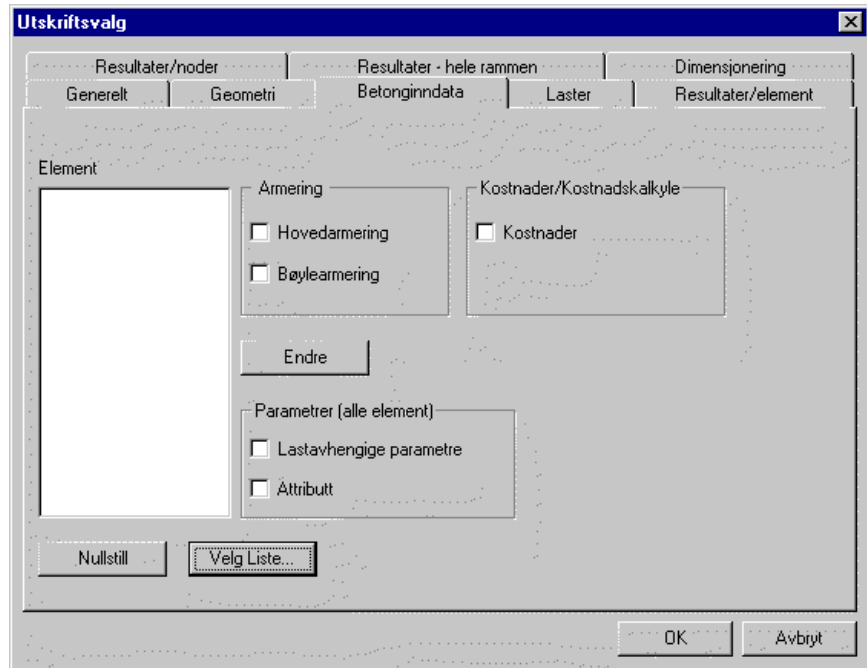 Utskriftsvalg
Resultater/noder
Resultater - hele rammen
Dimensjonering
Generelt
Geometri
Betonginndata
Laster
Resultater/element
Element
Armering
Hovedarmering
Bøylearmering
Kostnader/Kostnadskalkyle
Kostnader
Endre
Parametrer (alle element)
Lastavhengige parametre
Attributt
Nullstill
Velg Liste...
OK
Avbryt